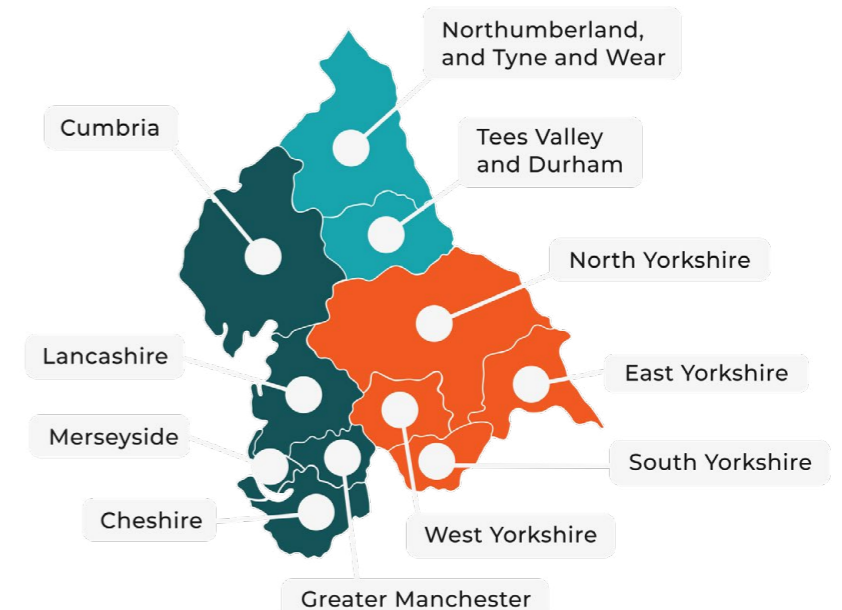 Northumberland,
and Tyne and Wear
Cumbria
Tees Valley
and Durham
North Yorkshire
Lancashire
East Yorkshire
Merseyside
South Yorkshire
Cheshire
West Yorkshire
Greater Manchester